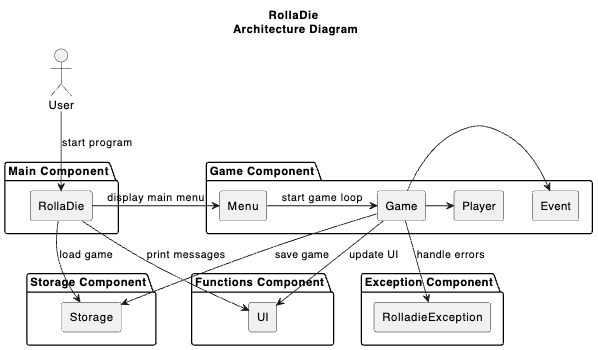 RollaDie
Architecture Diagram
User
start program
Main Component
Game Component
RollaDie
display main menu
Menu
start game loop
Game
Player
Event
load game
print messages
save game
update UI
handle errors
Storage Component
Functions Component
Exception Component
Storage
UI
RolladieException